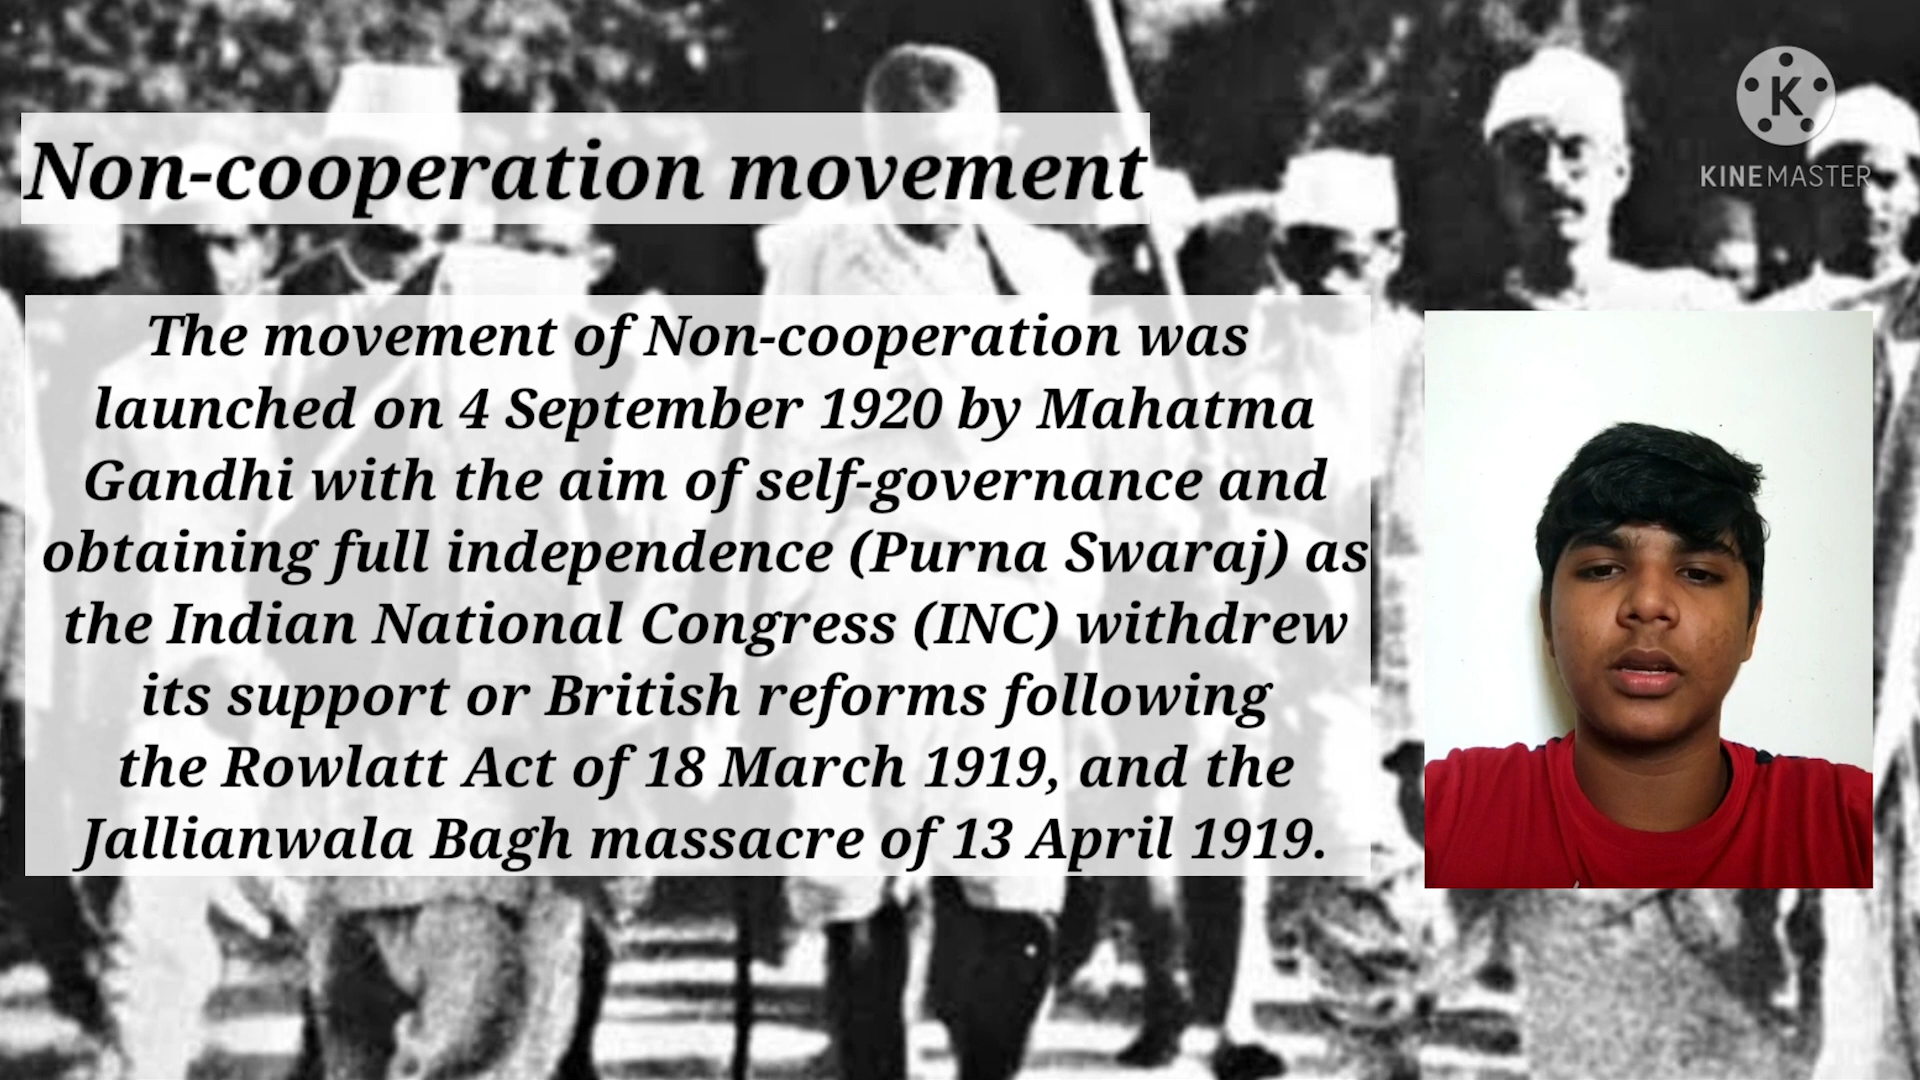 Non-cooperation movement
K
KINEMASTER
The movement of Non-cooperation was
launched on 4 September 1920 by Mahatma
Gandhi with the aim of self-governance and
obtaining full independence (Purna Swaraj) as
the Indian National Congress (INC) withdrew
its support or British reforms following
the Rowlatt Act of 18 March 1919, and the
Jallianwala Bagh massacre of 13 April 1919.